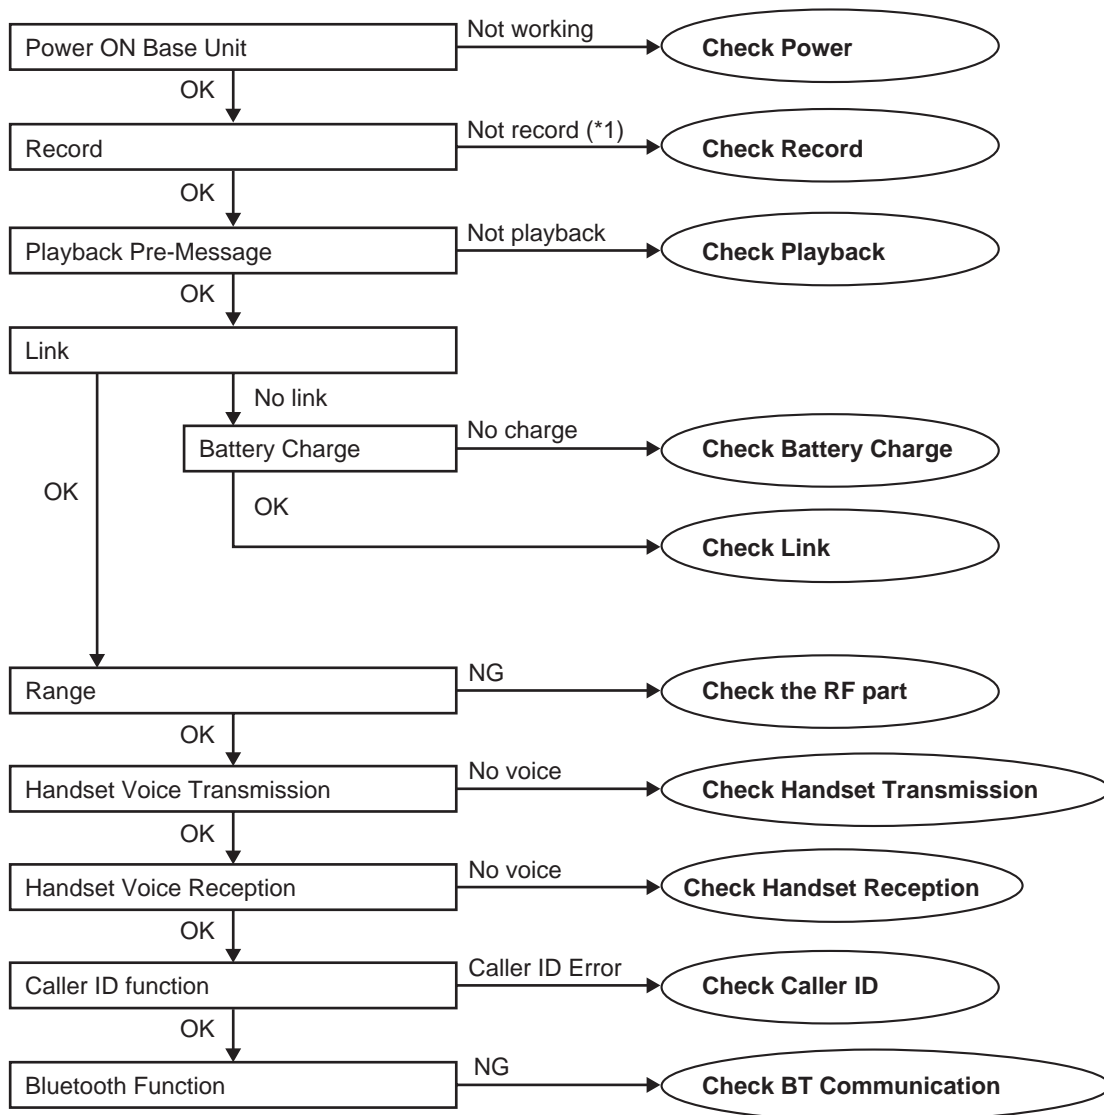 Power ON Base Unit
Not working
Check Power
OK
Record
Not record (*1)
Check Record
OK
Playback Pre-Message
Not playback
Check Playback
OK
Link
No link
Battery Charge
No charge
Check Battery Charge
OK
OK
Check Link
Range
NG
Check the RF part
OK
Handset Voice Transmission
No voice
Check Handset Transmission
OK
Handset Voice Reception
No voice
Check Handset Reception
OK
Caller ID function
Caller ID Error
Check Caller ID
OK
Bluetooth Function
NG
Check BT Communication